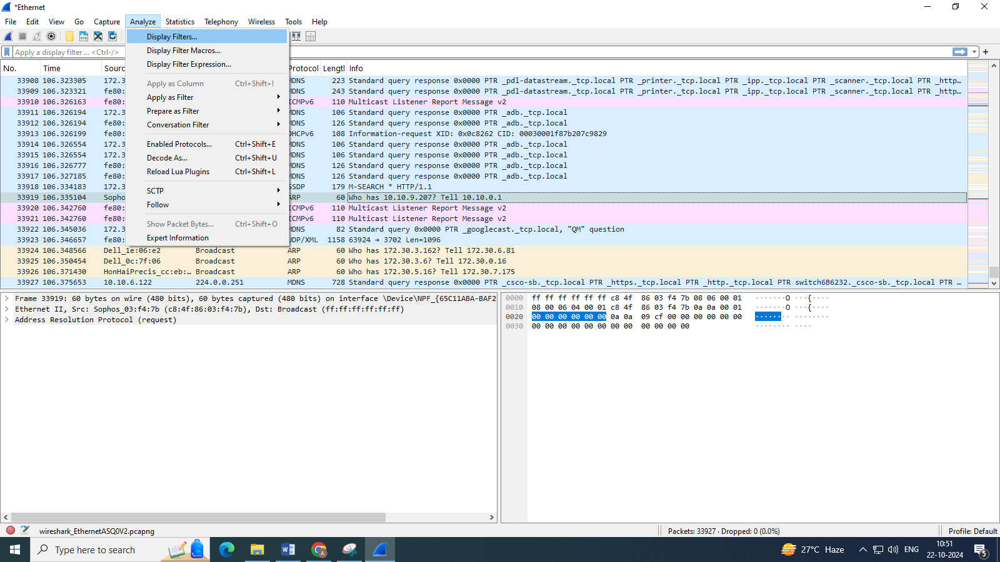 *Ethernet
File Edit View Go Capture Analyze Statistics Telephony Wireless Tools Help
Apply a display filter ... <Ctrl-/>
Display Filters...
Display Filter Macros...
Display Filter Expression...
Apply as Column Ctrl+Shift+I
Apply as Filter
Prepare as Filter
Conversation Filter
Enabled Protocols... Ctrl+Shift+E
Decode As... Ctrl+Shift+U
Reload Lua Plugins Ctrl+Shift+L
SCTP
Follow
Show Packet Bytes... Ctrl+Shift+O
Expert Information
No. Time Sourc Protocol Lengtl Info
33908 106.323305 172.3 MDNS 223 Standard query response 0x0000 PTR _pdl-datastream._tcp.local PTR _printer._tcp.local PTR _ipp._tcp.local PTR _scanner._tcp.local PTR _http...
33909 106.323321 fe80: MDNS 243 Standard query response 0x0000 PTR _pdl-datastream._tcp.local PTR _printer._tcp.local PTR _ipp._tcp.local PTR _scanner._tcp.local PTR _http...
33910 106.326163 fe80: ICMPv6 110 Multicast Listener Report Message v2
33911 106.326194 172.3 MDNS 106 Standard query response 0x0000 PTR _adb._tcp.local
33912 106.326194 fe80: MDNS 126 Standard query response 0x0000 PTR _adb._tcp.local
33913 106.326199 fe80: DHCPv6 108 Information-request XID: 0x0c8262 CID: 00030001f87b207c9829
33914 106.326554 172.3 MDNS 106 Standard query response 0x0000 PTR _adb._tcp.local
33915 106.326554 172.3 MDNS 106 Standard query response 0x0000 PTR _adb._tcp.local
33916 106.326777 fe80: MDNS 126 Standard query response 0x0000 PTR _adb._tcp.local
33917 106.327185 fe80: MDNS 126 Standard query response 0x0000 PTR _adb._tcp.local
33918 106.334183 172.3 SSDP 179 M-SEARCH * HTTP/1.1
33919 106.335104 Sopho ARP 60 Who has 10.10.9.207? Tell 10.10.0.1
33920 106.342760 fe80: ICMPv6 110 Multicast Listener Report Message v2
33921 106.342760 fe80: ICMPv6 110 Multicast Listener Report Message v2
33922 106.345036 172.3 MDNS 82 Standard query 0x0000 PTR _googlecast._tcp.local, "QM" question
33923 106.346657 fe80: UDP/XML 1158 63924 → 3702 Len=1096
33924 106.348566 Dell_1e:06:e2 Broadcast ARP 60 Who has 172.30.3.162? Tell 172.30.6.81
33925 106.350454 Dell_0c:7f:06 Broadcast ARP 60 Who has 172.30.3.6? Tell 172.30.0.16
33926 106.371430 HonHaiPrecis_cc:eb:... Broadcast ARP 60 Who has 172.30.5.16? Tell 172.30.7.175
33927 106.375653 10.10.6.122 224.0.0.251 MDNS 728 Standard query response 0x0000 PTR _csco-sb._tcp.local PTR _https._tcp.local PTR _http._tcp.local PTR switch6B6232._csco-sb._tcp.local PTR ...
Frame 33919: 60 bytes on wire (480 bits), 60 bytes captured (480 bits) on interface \Device\NPF_{65C11ABA-BAF2
Ethernet II, Src: Sophos_03:f4:7b (c8:4f:86:03:f4:7b), Dst: Broadcast (ff:ff:ff:ff:ff:ff)
Address Resolution Protocol (request)
0000 ff ff ff ff ff ff c8 4f 86 03 f4 7b 08 06 00 01 ·······O ···{····
0010 08 00 06 04 00 01 c8 4f 86 03 f4 7b 0a 0a 00 01 ·······O ···{····
0020 00 00 00 00 00 00 0a 0a 09 cf 00 00 00 00 00 00 ········ ········
0030 00 00 00 00 00 00 00 00 00 00 00 00 ········ ····
wireshark_EthernetASQ0V2.pcapng
Packets: 33927 · Dropped: 0 (0.0%)
Profile: Default
Type here to search
27°C Haze
ENG
10:51
22-10-2024
5